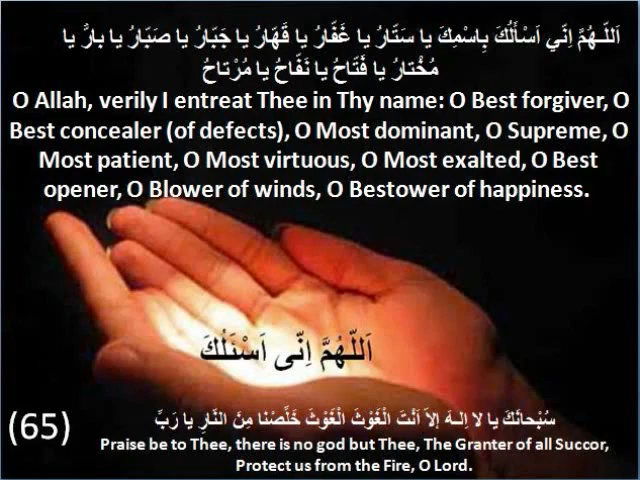 اَللّـهُمَّ اِنّي اَسْأَلُكَ بِاسْمِكَ يا سَتّارُ يا غَفّارُ يا قَهّارُ يا جَبّارُ يا صَبّارُ يا بارُّ يا
مُخْتارُ يا فَتّاحُ يا نَفّاحُ يا مُرْتاحُ
O Allah, verily I entreat Thee in Thy name: O Best forgiver, O
Best concealer (of defects), O Most dominant, O Supreme, O
Most patient, O Most virtuous, O Most exalted, O Best
opener, O Blower of winds, O Bestower of happiness.
اَللّهُمَّ اِنّى اَسْئَلُكَ
سُبْحانَكَ يا لا اِلـهَ إلاّ اَنْتَ الْغَوْثَ الْغَوْثَ خَلِّصْنا مِنَ النّارِ يا رَبِّ
(65)
Praise be to Thee, there is no god but Thee, The Granter of all Succor,
Protect us from the Fire, O Lord.